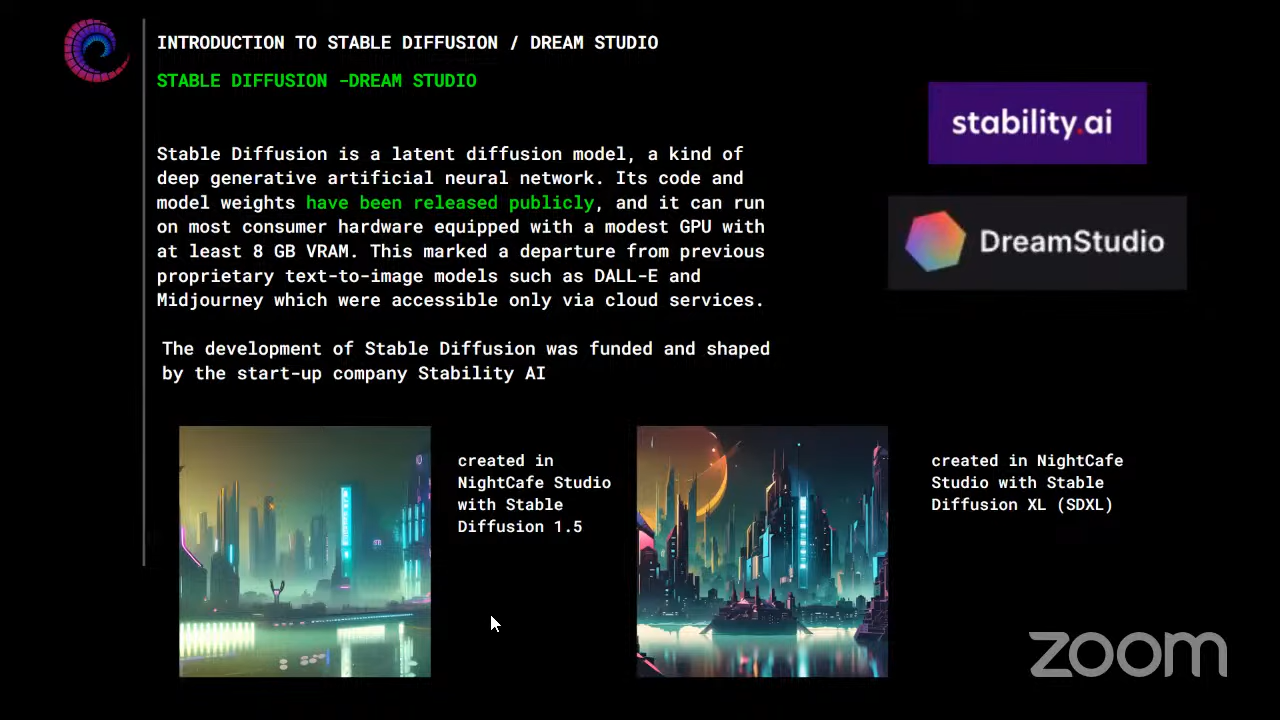 INTRODUCTION TO STABLE DIFFUSION / DREAM STUDIO
STABLE DIFFUSION -DREAM STUDIO
stability.ai
DreamStudio
Stable Diffusion is a latent diffusion model, a kind of
deep generative artificial neural network. Its code and
model weights have been released publicly, and it can run
on most consumer hardware equipped with a modest GPU with
at least 8 GB VRAM. This marked a departure from previous
proprietary text-to-image models such as DALL-E and
Midjourney which were accessible only via cloud services.
The development of Stable Diffusion was funded and shaped
by the start-up company Stability AI
created in
NightCafe Studio
with Stable
Diffusion 1.5
created in NightCafe
Studio with Stable
Diffusion XL (SDXL)
zoom